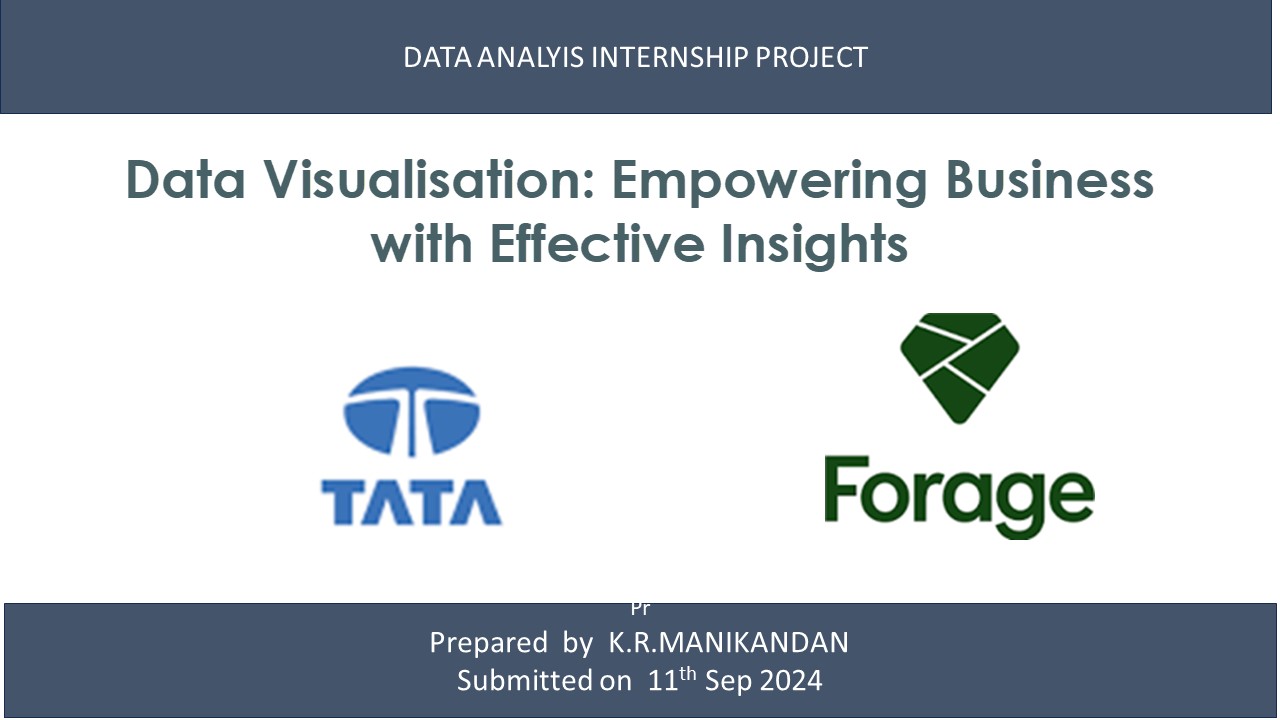 DATA ANALYIS INTERNSHIP PROJECT
Data Visualisation: Empowering Business
with Effective Insights
TATA
Forage
Pr
Prepared by K.R.MANIKANDAN
Submitted on 11th Sep 2024